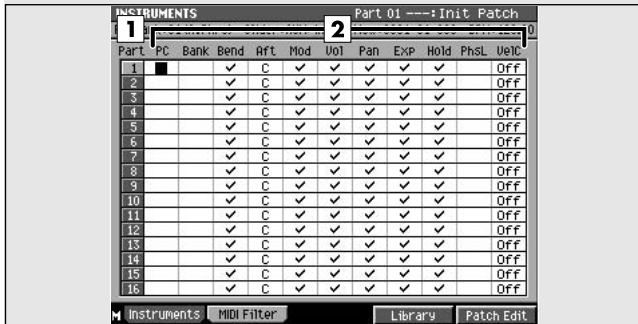 INSTRUMENTS Part 01 ---: Init Patch
1 2
Part PC Bank Bend Aft Mod Vol Pan EXP Hold PhsL VelC
1 ✓ C ✓ ✓ ✓ ✓ ✓ Off
2 ✓ C ✓ ✓ ✓ ✓ ✓ Off
3 ✓ C ✓ ✓ ✓ ✓ ✓ Off
4 ✓ C ✓ ✓ ✓ ✓ ✓ Off
5 ✓ C ✓ ✓ ✓ ✓ ✓ Off
6 ✓ C ✓ ✓ ✓ ✓ ✓ Off
7 ✓ C ✓ ✓ ✓ ✓ ✓ Off
8 ✓ C ✓ ✓ ✓ ✓ ✓ Off
9 ✓ C ✓ ✓ ✓ ✓ ✓ Off
10 ✓ C ✓ ✓ ✓ ✓ ✓ Off
11 ✓ C ✓ ✓ ✓ ✓ ✓ Off
12 ✓ C ✓ ✓ ✓ ✓ ✓ Off
13 ✓ C ✓ ✓ ✓ ✓ ✓ Off
14 ✓ C ✓ ✓ ✓ ✓ ✓ Off
15 ✓ C ✓ ✓ ✓ ✓ ✓ Off
16 ✓ C ✓ ✓ ✓ ✓ ✓ Off
M Instruments MIDI Filter Library Patch Edit